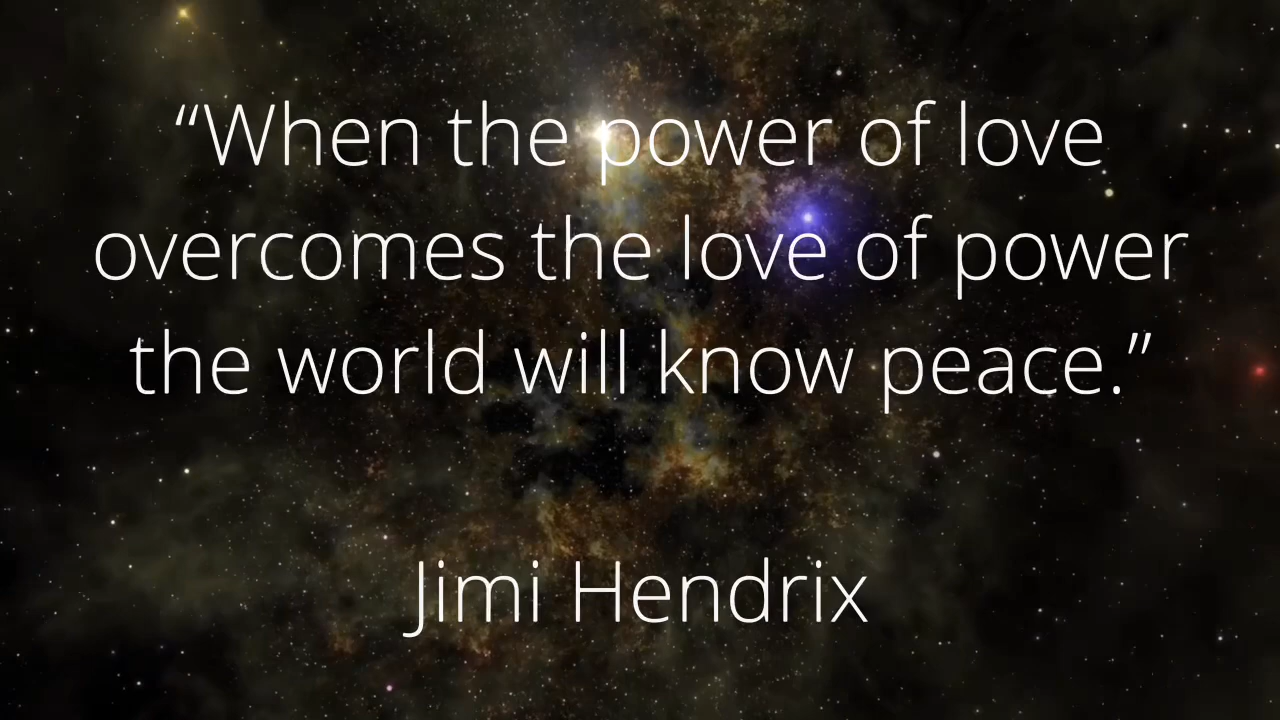 “When the power of love
overcomes the love of power
the world will know peace.”
Jimi Hendrix